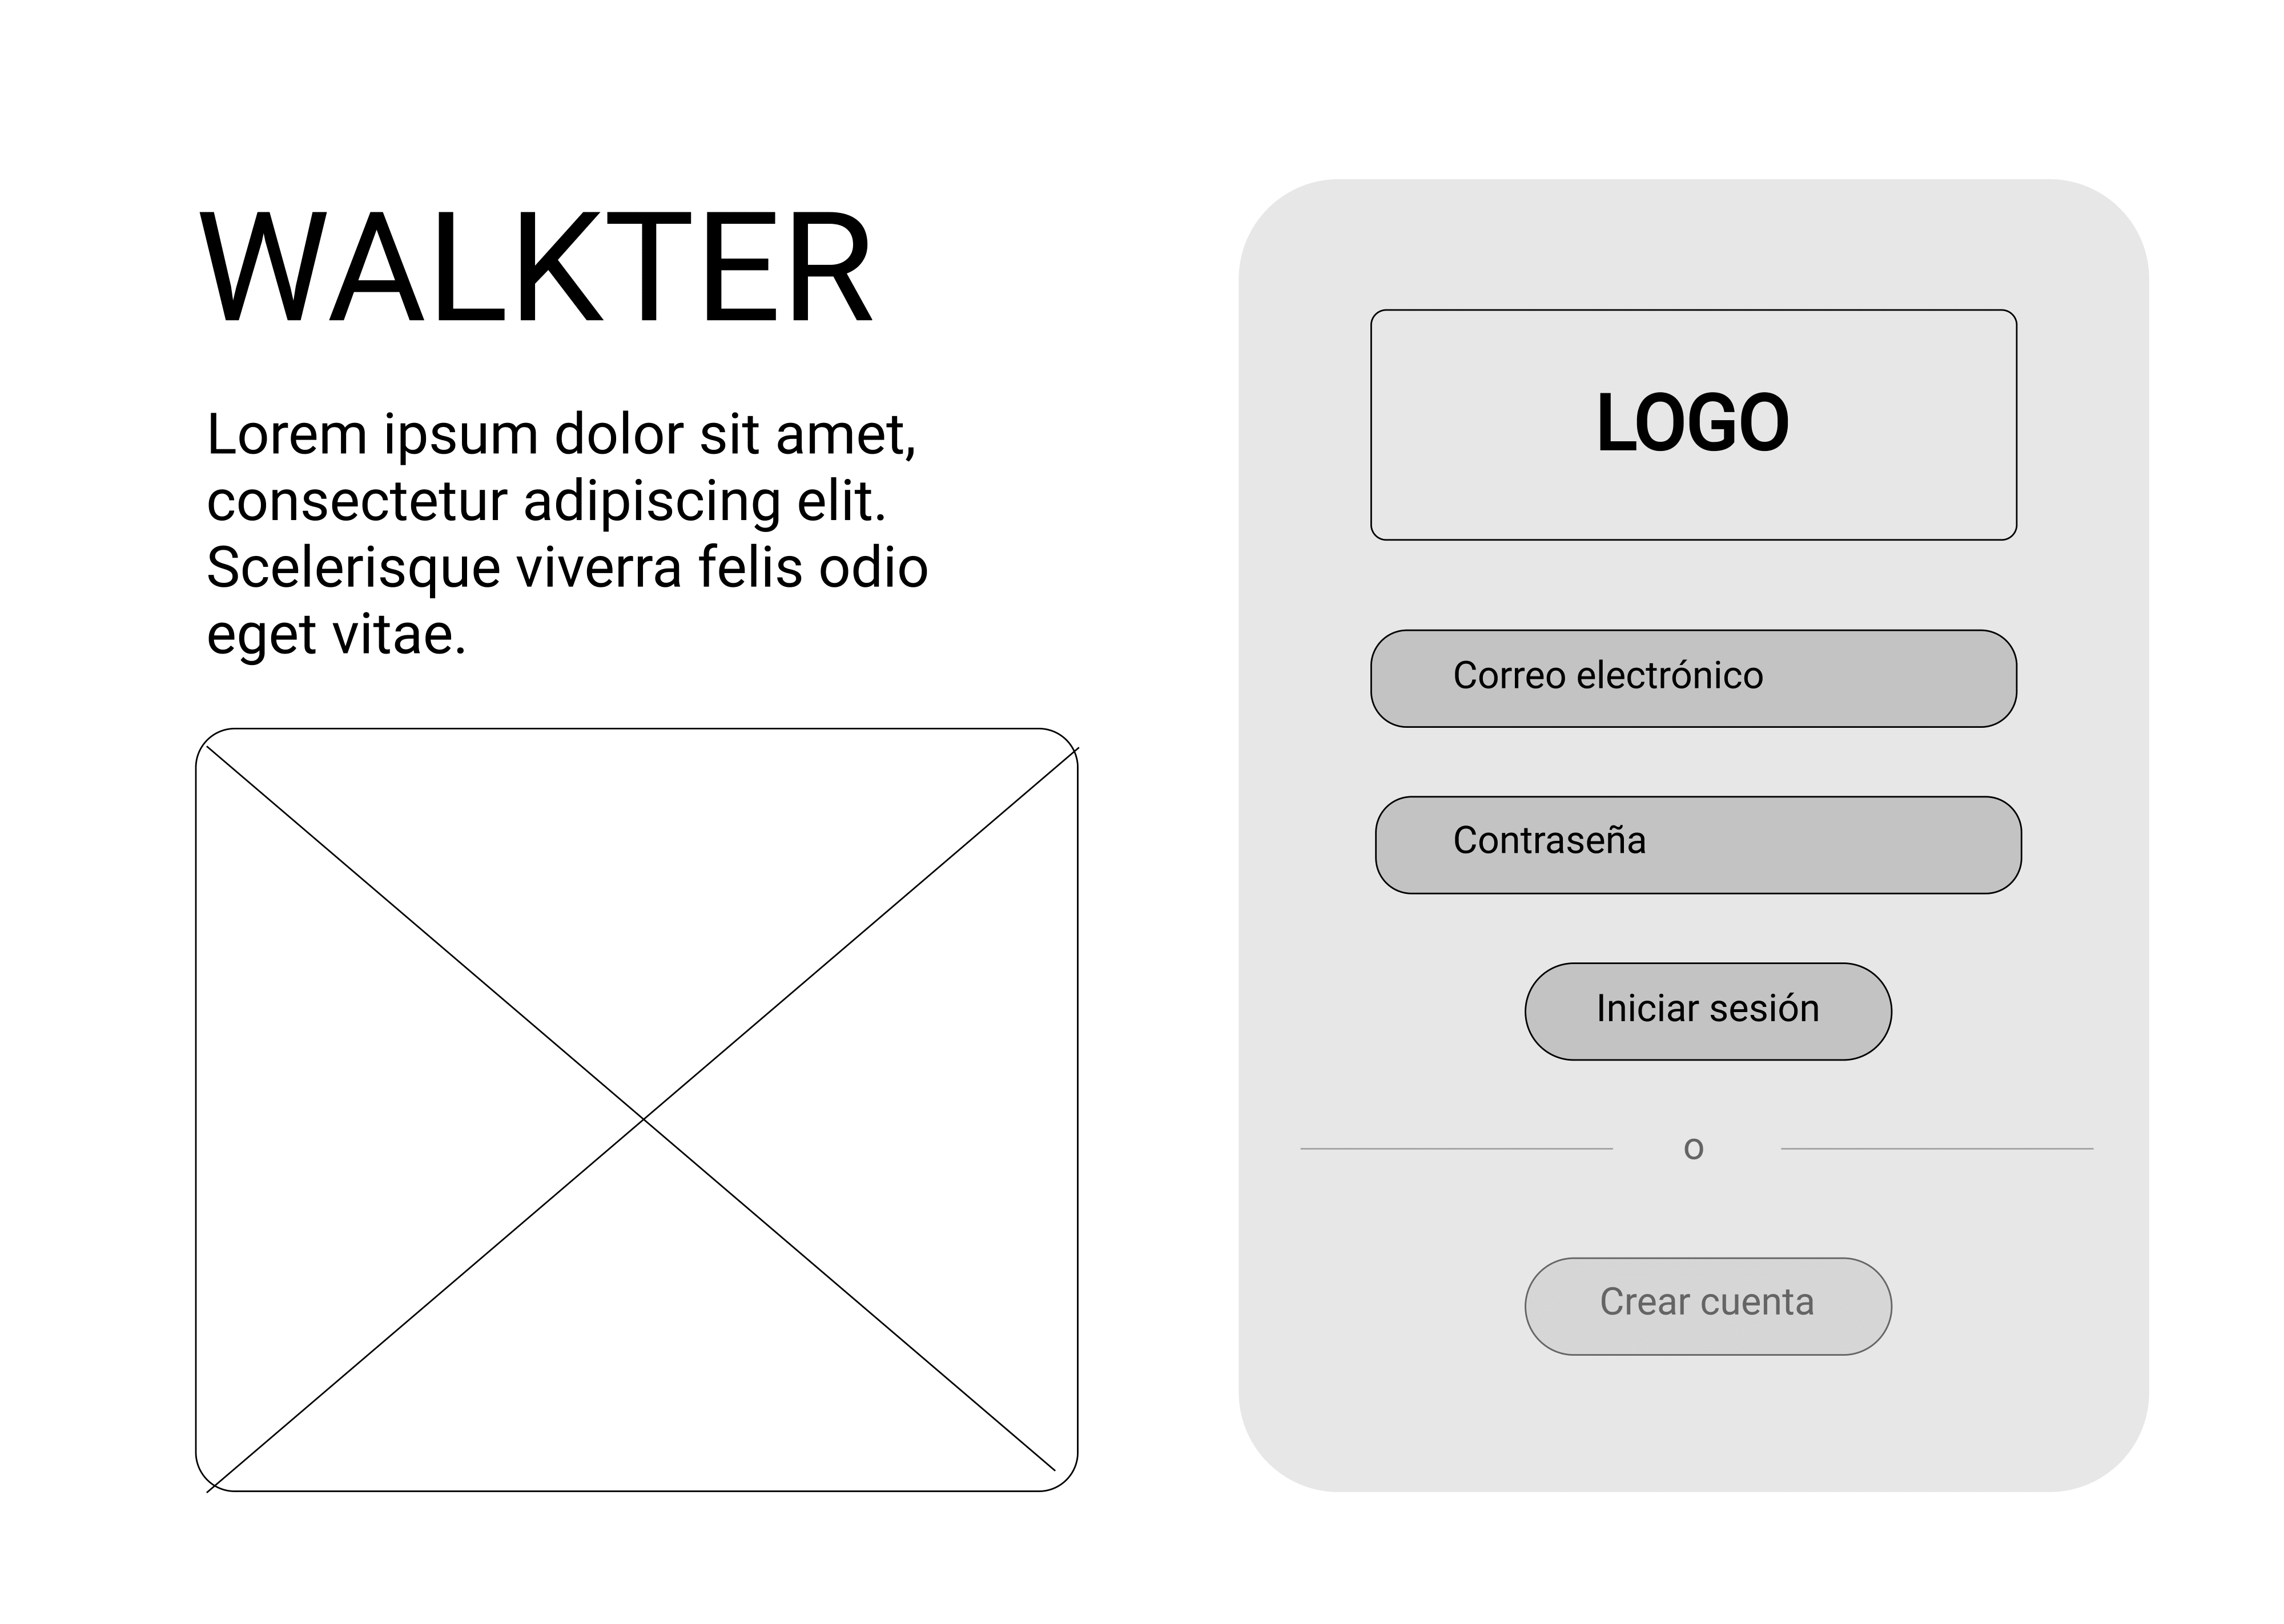 WALKTER
Lorem ipsum dolor sit amet,
consectetur adipiscing elit.
Scelerisque viverra felis odio
eget vitae.
LOGO
Correo electrónico
Contraseña
Iniciar sesión
o
Crear cuenta